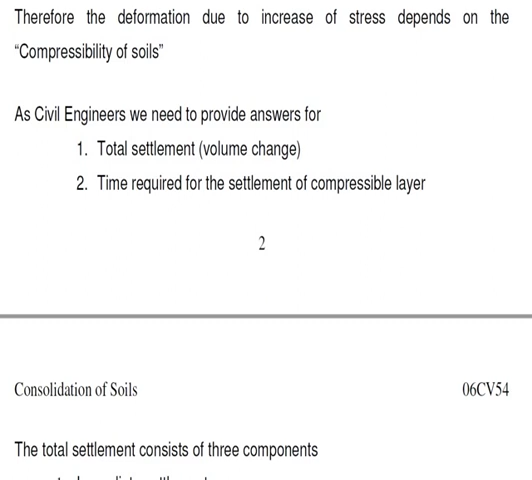 Therefore the deformation due to increase of stress depends on the
“Compressibility of soils”
As Civil Engineers we need to provide answers for
1. Total settlement (volume change)
2. Time required for the settlement of compressible layer
2
Consolidation of Soils 06CV54
The total settlement consists of three components